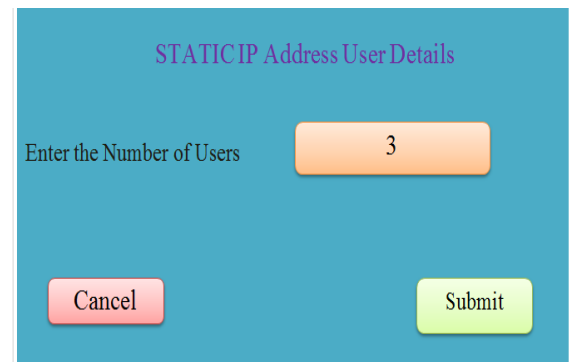 STATIC IP Address User Details
Enter the Number of Users 3
Cancel Submit